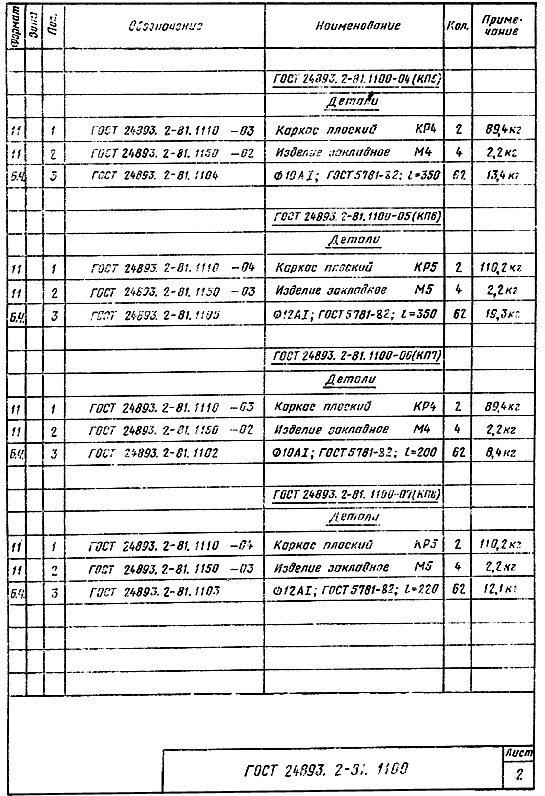 Формат Зона Поз. Обозначение Наименование Кол. Приме-
чание
ГОСТ 24893. 2-81. 1100-04 (КП5)
Детали
11 1 ГОСТ 24893. 2-81. 1110 -03 Каркас плоский КР4 2 89,4кг
11 2 ГОСТ 24893. 2-81. 1150 -02 Изделие закладное М4 4 2,2кг
Б.Ч. 3 ГОСТ 24893. 2-81. 1104 Ф10АI; ГОСТ 5781-82; l=350 62 13,4кг
ГОСТ 24893. 2-81. 1100-05 (КП6)
Детали
11 1 ГОСТ 24893. 2-81. 1110 -04 Каркас плоский КР5 2 110,2кг
11 2 ГОСТ 24893. 2-81. 1150 -03 Изделие закладное М5 4 2,2кг
Б.Ч. 3 ГОСТ 24893. 2-81. 1105 Ф12АI; ГОСТ 5781-82; l=350 62 19,3кг
ГОСТ 24893. 2-81. 1100-06 (КП7)
Детали
11 1 ГОСТ 24893. 2-81. 1110 -03 Каркас плоский КР4 2 89,4кг
11 2 ГОСТ 24893. 2-81. 1150 -02 Изделие закладное М4 4 2,2кг
Б.Ч. 3 ГОСТ 24893. 2-81. 1102 Ф10АI; ГОСТ 5781-82; l=200 62 8,4кг
ГОСТ 24893. 2-81. 1100-07 (КП8)
Детали
11 1 ГОСТ 24893. 2-81. 1110 -04 Каркас плоский КР5 2 110,2кг
11 2 ГОСТ 24893. 2-81. 1150 -03 Изделие закладное М5 4 2,2кг
Б.Ч. 3 ГОСТ 24893. 2-81. 1103 Ф12АI; ГОСТ 5781-82; l=220 62 12,1кг
ГОСТ 24893. 2-81. 1100
Лист
2